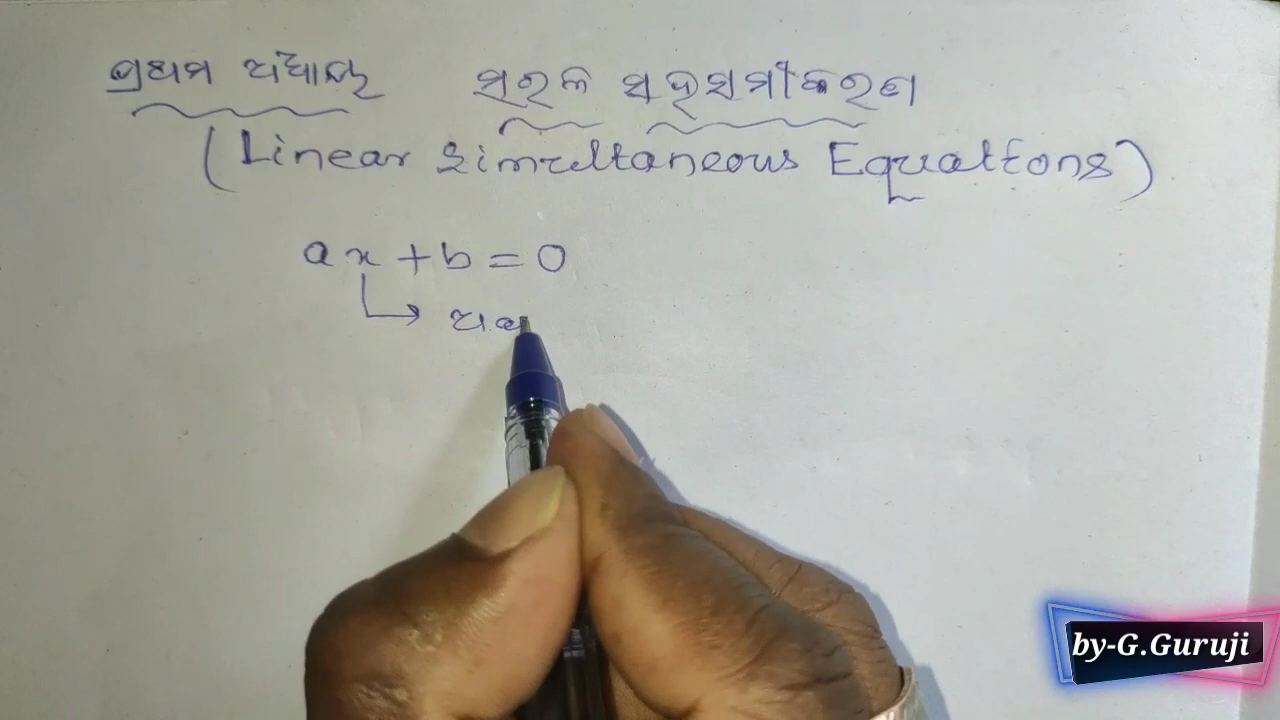 ପ୍ରଥମ ଅଧ୍ୟାୟ ସରଳ ସହସମୀକରଣ
(Linear Simultaneous Equations)
ax + b = 0
by-G.Guruji